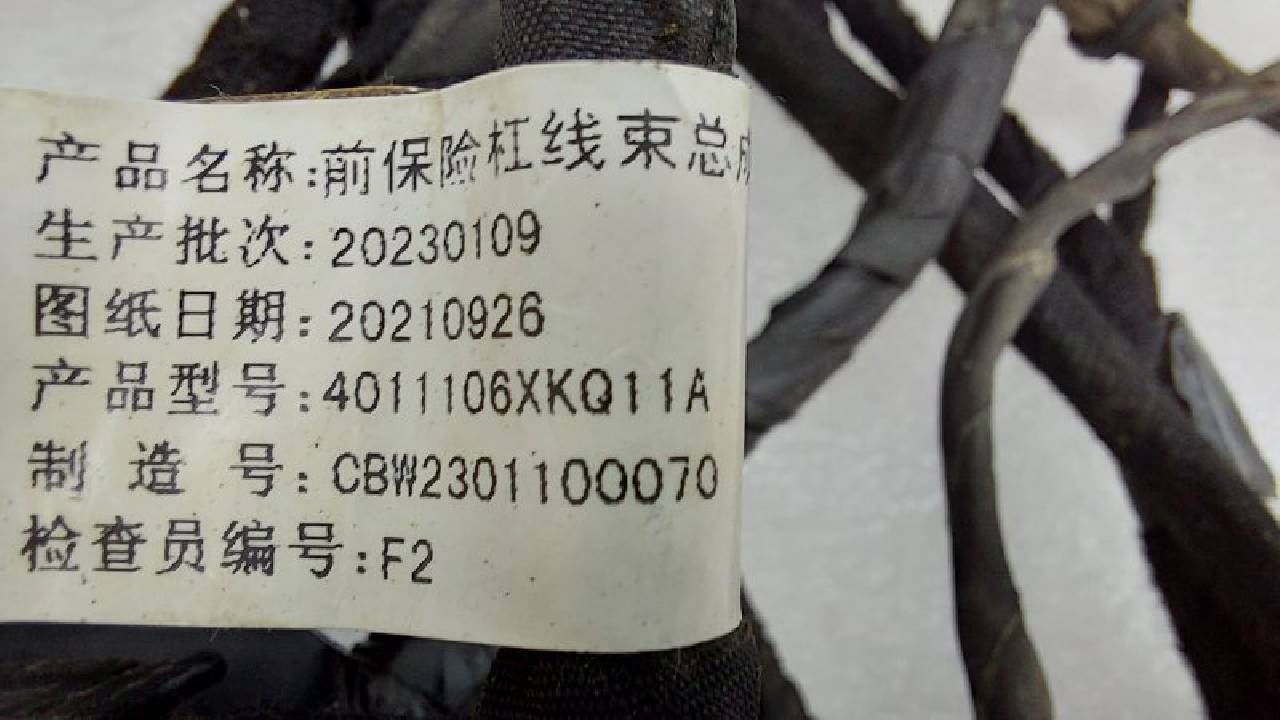 产品名称:前保险杠线束总成
生产批次:20230109
图纸日期:20210926
产品型号:4011106XKQ11A
制造号:CBW2301100070
检查员编号:F2